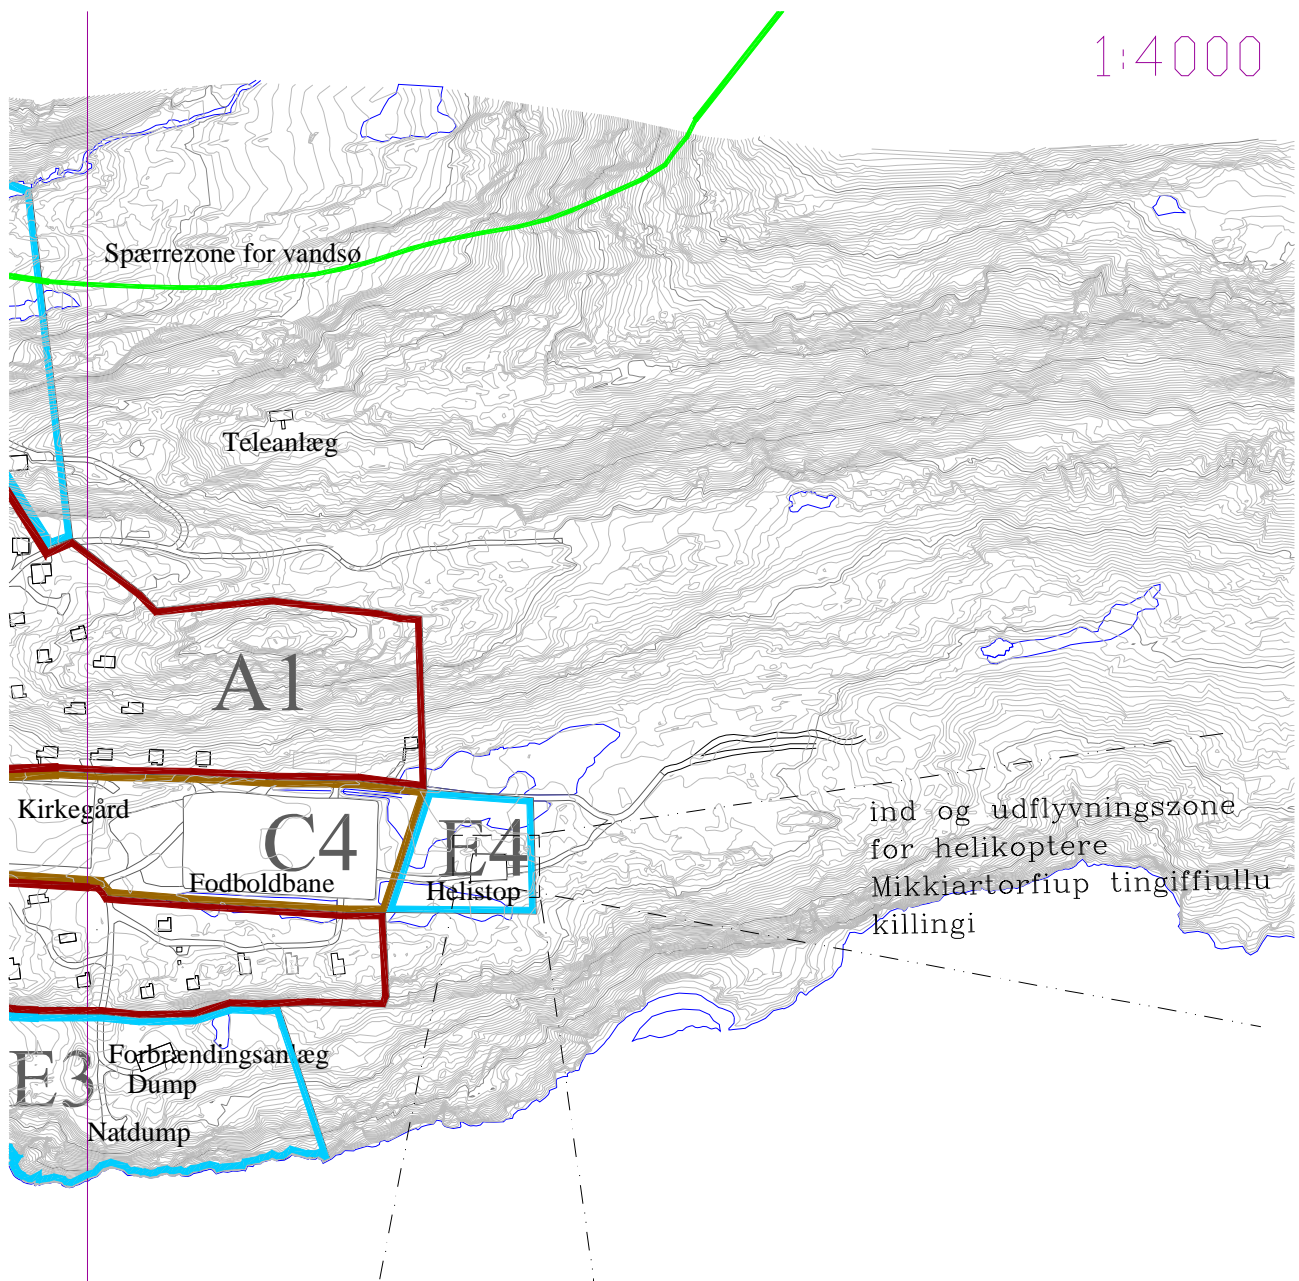 1:4000
Spærrezone for vandsø
Teleanlæg
A1
Kirkegård
C4
E4
Fodboldbane
Helistop
ind og udflyvningszone
for helikoptere
Mikkiartorfiup tingiffiullu
killingi
E3
Forbrændingsanlæg
Dump
Natdump